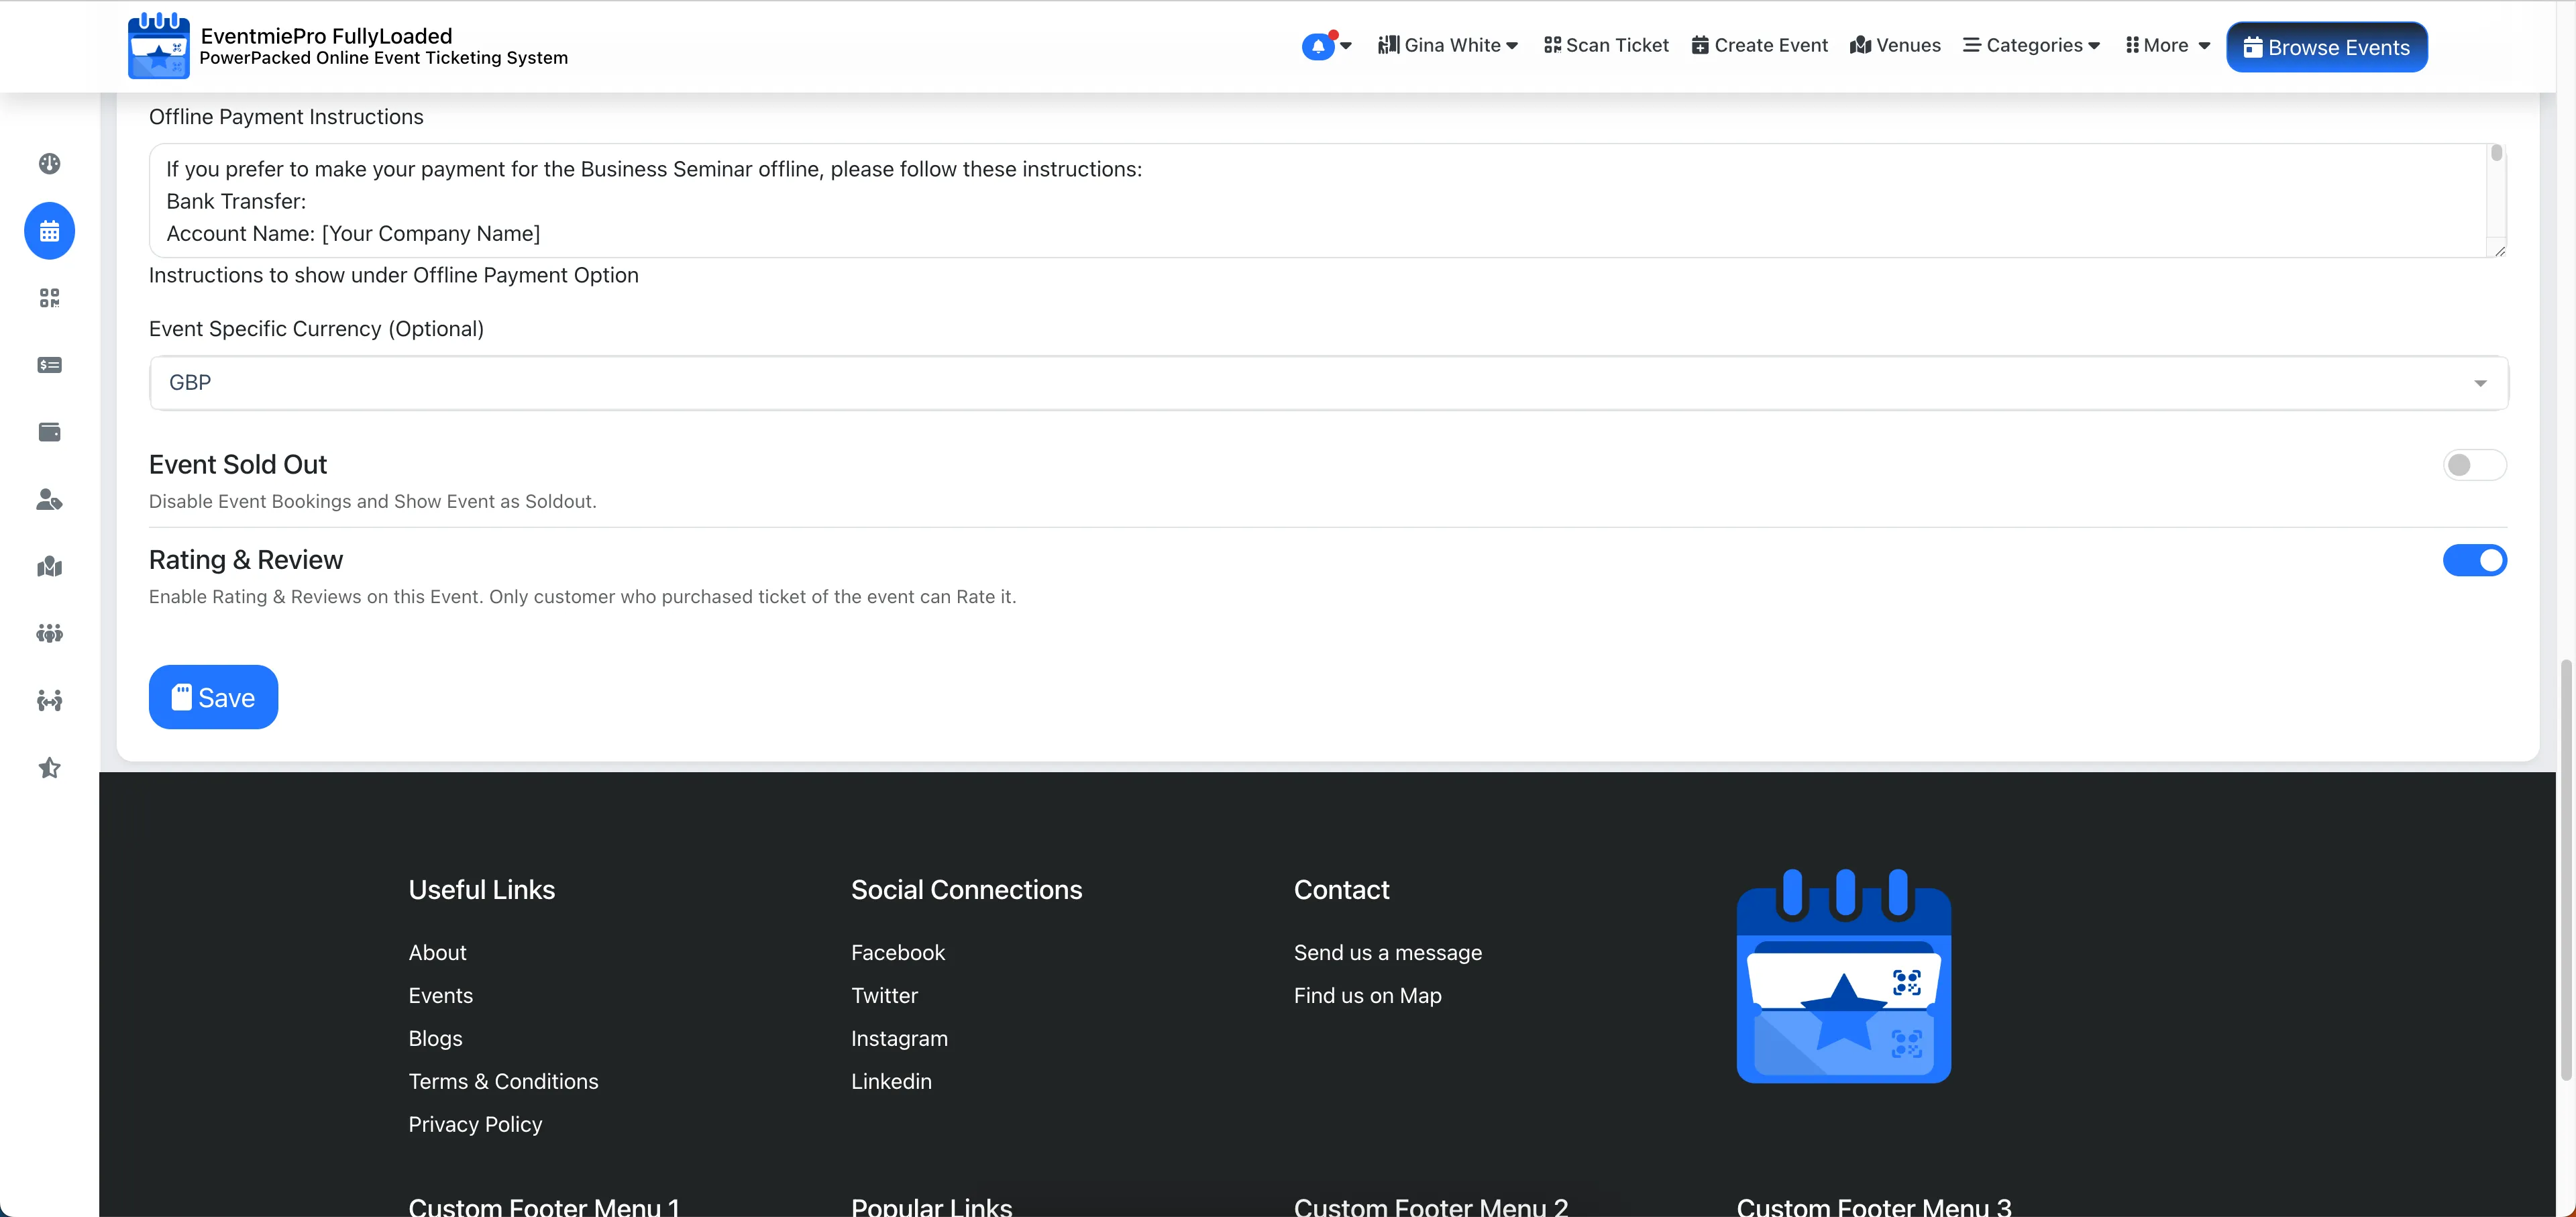 EventmiePro FullyLoaded
PowerPacked Online Event Ticketing System
Gina White
Scan Ticket
Create Event
Venues
Categories
More
Browse Events
Offline Payment Instructions
If you prefer to make your payment for the Business Seminar offline, please follow these instructions:
Bank Transfer:
Account Name: [Your Company Name]
Instructions to show under Offline Payment Option
Event Specific Currency (Optional)
GBP
Event Sold Out
Disable Event Bookings and Show Event as Soldout.
Rating & Review
Enable Rating & Reviews on this Event. Only customer who purchased ticket of the event can Rate it.
Save
Useful Links
About
Events
Blogs
Terms & Conditions
Privacy Policy
Social Connections
Facebook
Twitter
Instagram
Linkedin
Contact
Send us a message
Find us on Map
Custom Footer Menu 1
Popular Links
Custom Footer Menu 2
Custom Footer Menu 3